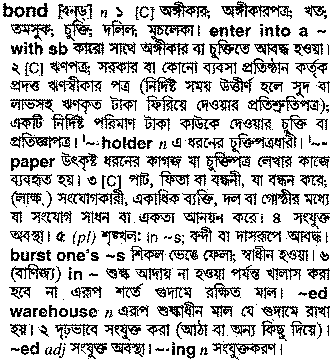 bond [বনড্] n ১ [C] অঙ্গীকার; অঙ্গীকারপত্র; খত;
তমসুক; চুক্তি; দলিল; মুচলেকা। enter into a ~
with sb কারো সাথে অঙ্গীকার বা চুক্তিতে আবদ্ধ হওয়া।
২ [C] ঋণপত্র; সরকার বা কোনো ব্যবসা প্রতিষ্ঠান কর্তৃক
প্রদত্ত ঋণস্বীকার পত্র (নির্দিষ্ট সময় উত্তীর্ণ হলে সুদ বা
লাভসহ ঋণকৃত টাকা ফিরিয়ে দেওয়ার প্রতিশ্রুতিপত্র);
একটি নির্দিষ্ট পরিমাণ টাকা কাউকে দেওয়ার চুক্তি বা
প্রতিজ্ঞাপত্র। '~-holder n এ ধরনের চুক্তিপত্রধারী। '~-
paper উৎকৃষ্ট ধরনের কাগজ যা চুক্তিপত্র লেখার কাজে
ব্যবহৃত হয়। ৩ [C] পাট, ফিতা বা বন্ধনী, যা বন্ধন করে;
(লাক্ষ.) সংযোগকারী, একাধিক ব্যক্তি, দল বা গোষ্ঠীর মধ্যে
যা সংযোগ সাধন বা একতা আনয়ন করে। ৪ সংযুক্ত
অবস্থা। ৫ (pl) শৃঙ্খল: in ~s; বন্দী বা দাসরূপে আবদ্ধ।
burst one's ~s শিকল ভেঙে ফেলা; স্বাধীন হওয়া। ৬
(বাণিজ্য) in ~ শুল্ক আদায় না হওয়া পর্যন্ত খালাস করা
হবে না এরূপ শর্তে গুদামে রক্ষিত মাল। ~ed
warehouse n এরূপ শুল্কাধীন মাল যে গুদামে রাখা
হয়। ২ দৃঢ়ভাবে সংযুক্ত করা (আঠা বা অন্য কিছু দিয়ে)।
~ed adj সংযুক্ত অবস্থা। ~-ing n সংযুক্তকরণ।